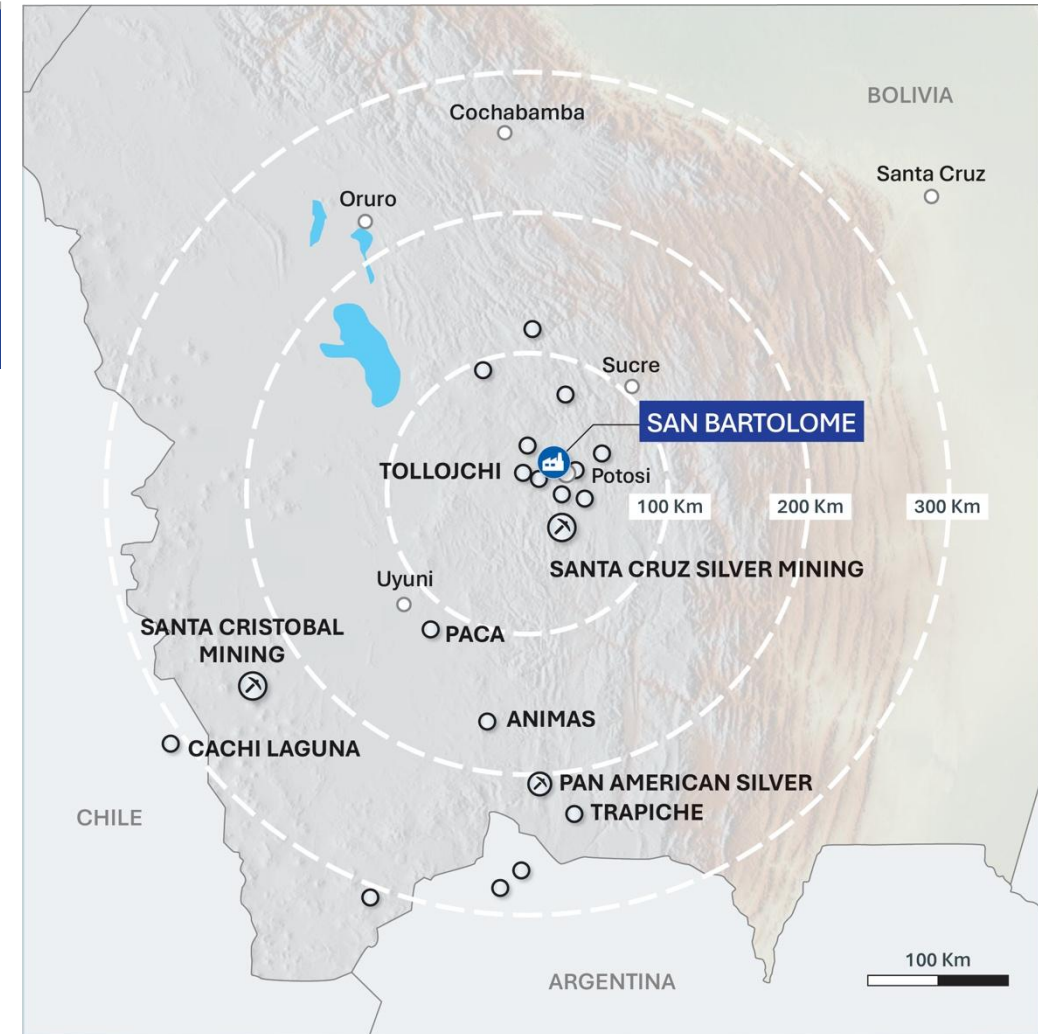 BOLIVIA
Cochabamba
Santa Cruz
Oruro
Sucre
SAN BARTOLOME
TOLLOJCHI
Potosi
100 Km
200 Km
300 Km
SANTA CRUZ SILVER MINING
Uyuni
SANTA CRISTOBAL
MINING
PACA
ANIMAS
CACHI LAGUNA
PAN AMERICAN SILVER
TRAPICHE
CHILE
100 Km
ARGENTINA